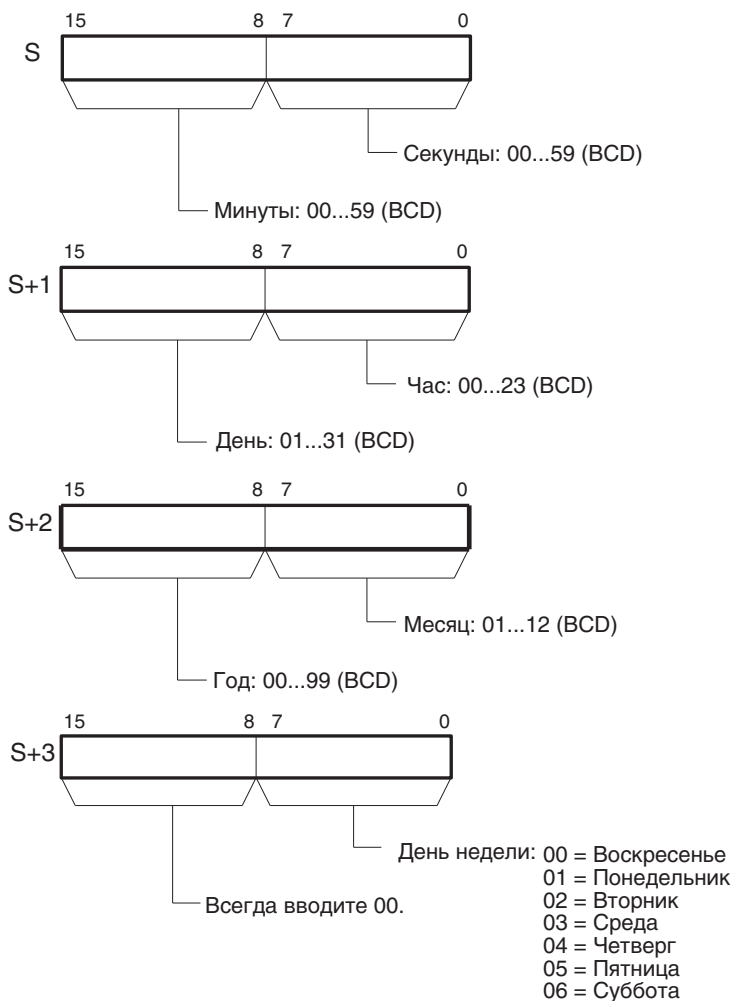 15 8 7 0
S
Секунды: 00...59 (BCD)
Минуты: 00...59 (BCD)
15 8 7 0
S+1
Час: 00...23 (BCD)
День: 01...31 (BCD)
15 8 7 0
S+2
Месяц: 01...12 (BCD)
Год: 00...99 (BCD)
15 8 7 0
S+3
День недели: 00 = Воскресенье
01 = Понедельник
02 = Вторник
03 = Среда
04 = Четверг
05 = Пятница
06 = Суббота
Всегда вводите 00.